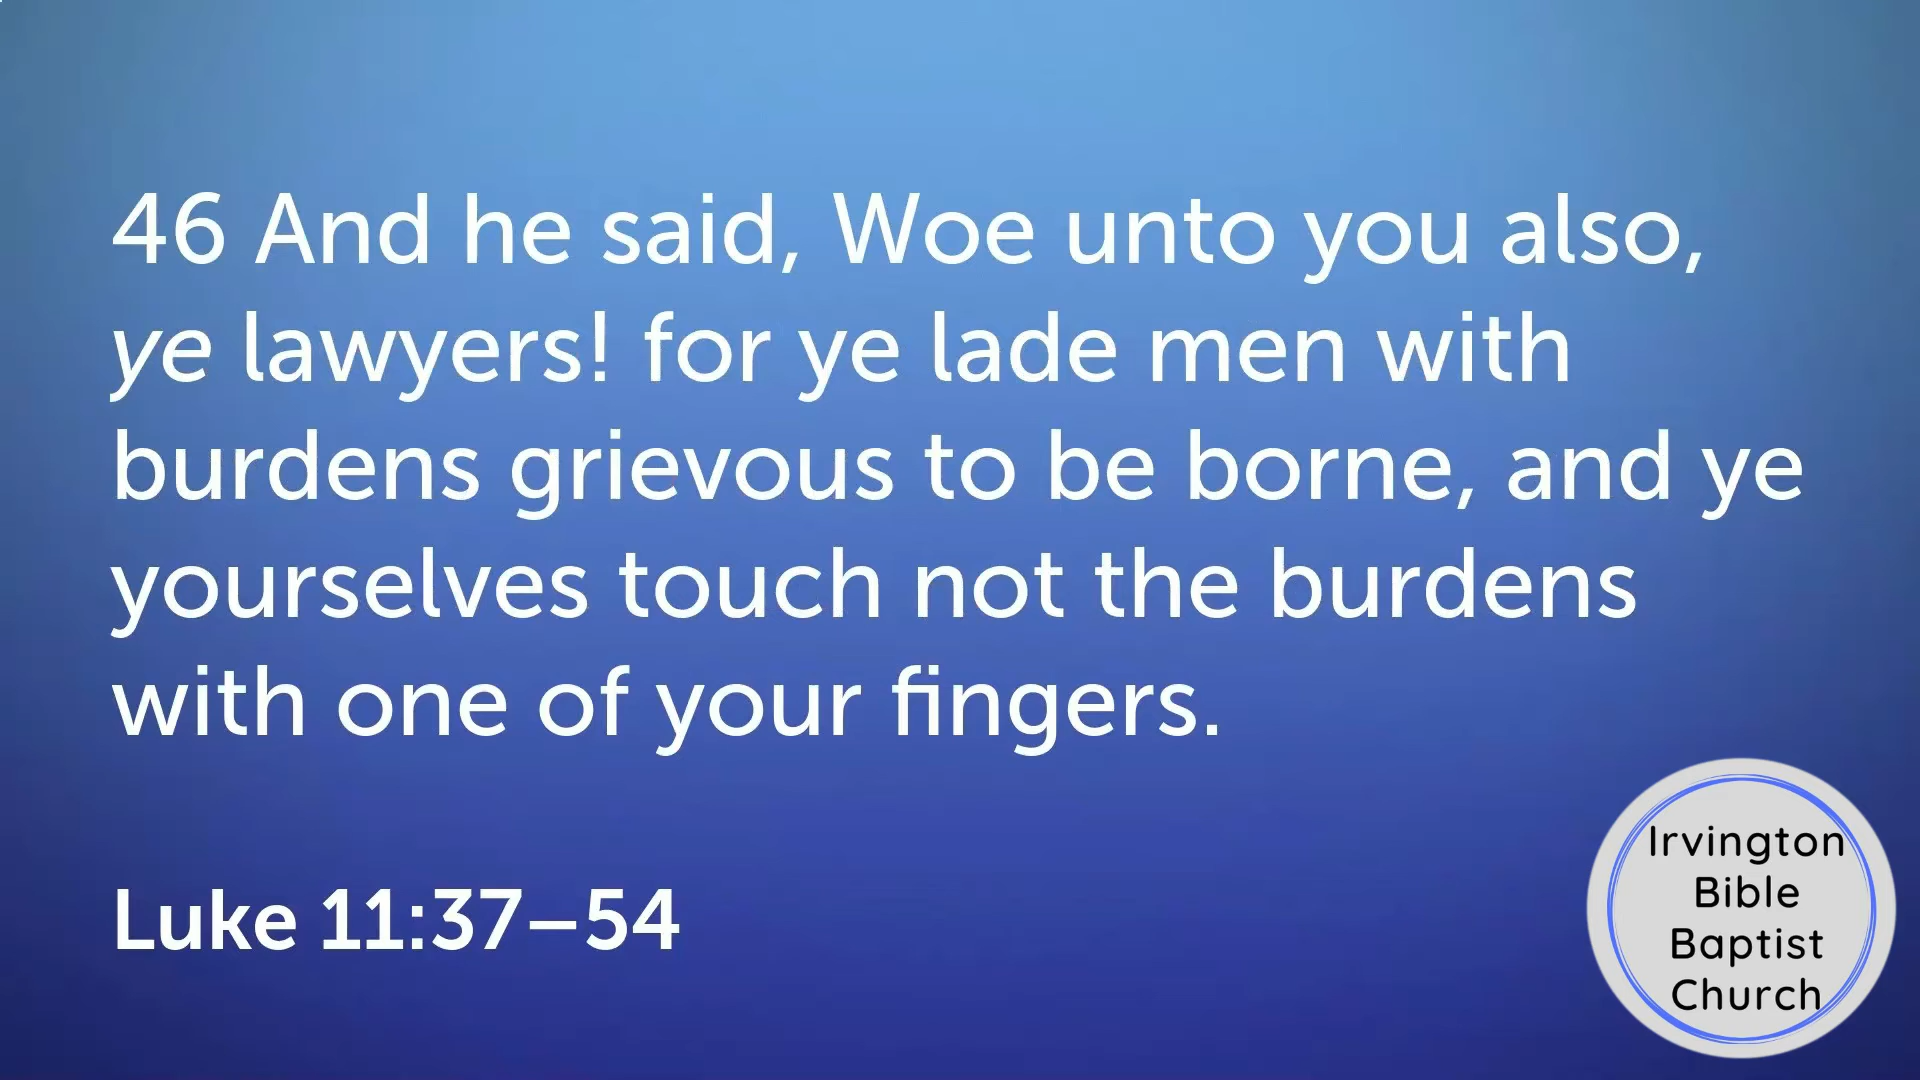 46 And he said, Woe unto you also,
ye lawyers! for ye lade men with
burdens grievous to be borne, and ye
yourselves touch not the burdens
with one of your fingers.
Luke 11:37–54
Irvington
Bible
Baptist
Church